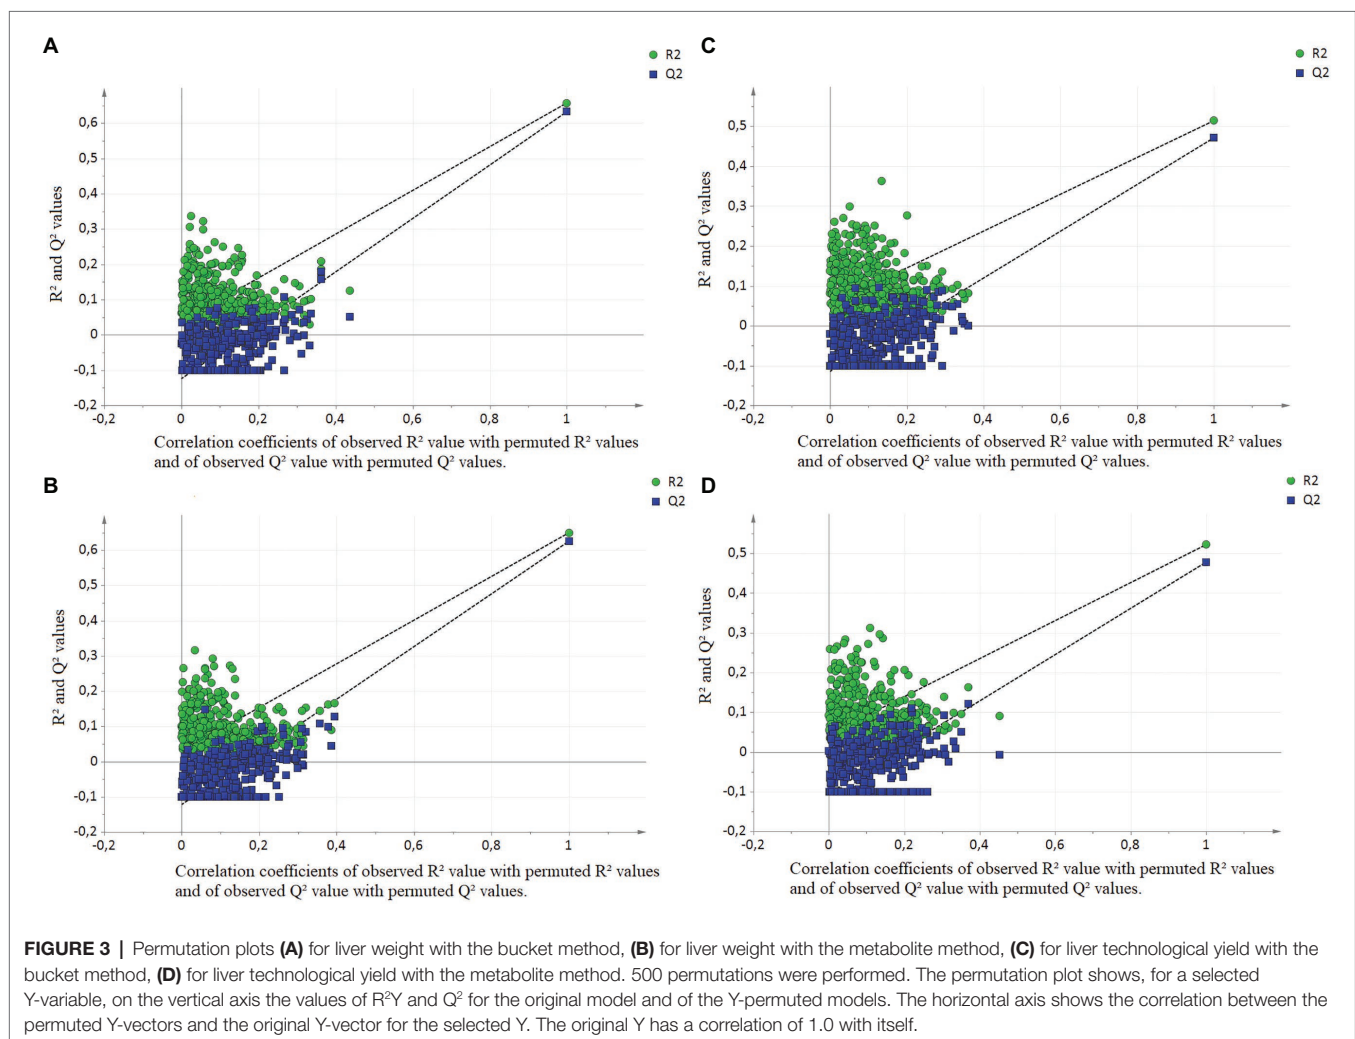 A
R2
Q2
R² and Q² values
0,6
0,5
0,4
0,3
0,2
0,1
0
-0,1
-0,2
-0,2
0
0,2
0,4
0,6
0,8
1
Correlation coefficients of observed R² value with permuted R² values
and of observed Q² value with permuted Q² values.
C
R2
Q2
R² and Q² values
0,5
0,4
0,3
0,2
0,1
0
-0,1
-0,2
-0,2
0
0,2
0,4
0,6
0,8
1
Correlation coefficients of observed R² value with permuted R² values
and of observed Q² value with permuted Q² values.
B
R2
Q2
R² and Q² values
0,6
0,5
0,4
0,3
0,2
0,1
0
-0,1
-0,2
-0,2
0
0,2
0,4
0,6
0,8
1
Correlation coefficients of observed R² value with permuted R² values
and of observed Q² value with permuted Q² values.
D
R2
Q2
R² and Q² values
0,5
0,4
0,3
0,2
0,1
0
-0,1
-0,2
-0,2
0
0,2
0,4
0,6
0,8
1
Correlation coefficients of observed R² value with permuted R² values
and of observed Q² value with permuted Q² values.
FIGURE 3 | Permutation plots (A) for liver weight with the bucket method, (B) for liver weight with the metabolite method, (C) for liver technological yield with the
bucket method, (D) for liver technological yield with the metabolite method. 500 permutations were performed. The permutation plot shows, for a selected
Y-variable, on the vertical axis the values of R²Y and Q² for the original model and of the Y-permuted models. The horizontal axis shows the correlation between the
permuted Y-vectors and the original Y-vector for the selected Y. The original Y has a correlation of 1.0 with itself.